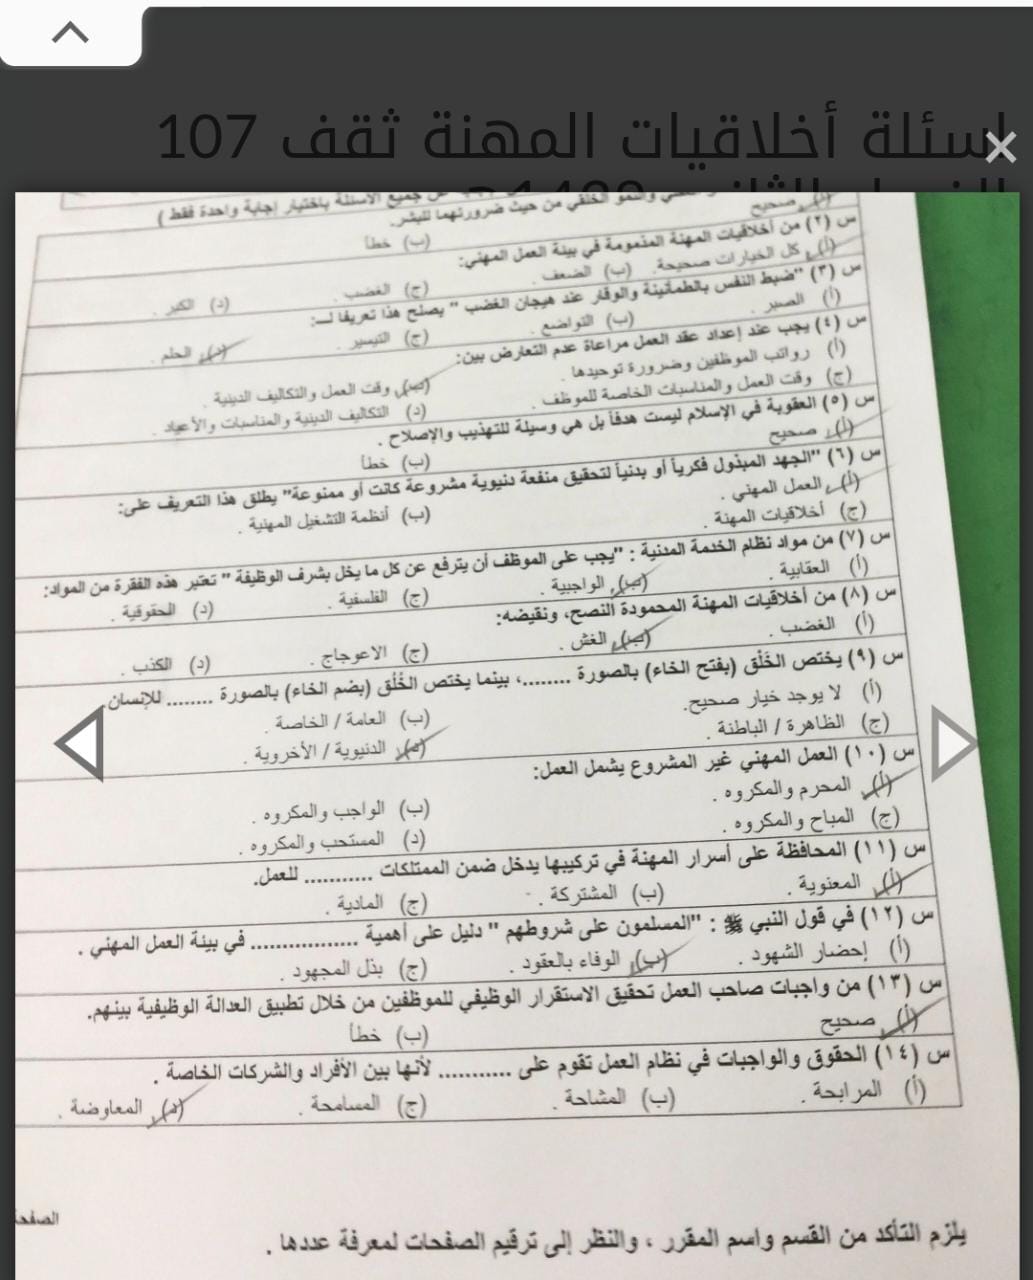 اسئلة أخلاقيات المهنة ثقف 107
جميع الأسئلة باختيار إجابة واحدة فقط )
والنمو الخلقي من حيث ضرورتهما للبشر.
(أ) صحيح
(ب) خطأ
س (٢) من أخلاقيات المهنة المذمومة في بيئة العمل المهني:
(أ) كل الخيارات صحيحة. (ب) الضعف . (ج) الغضب . (د) الكبر .
س (٣) "ضبط النفس بالطمأنينة والوقار عند هيجان الغضب " يصلح هذا تعريفا لـــ:
(أ) الصبر . (ب) التواضع . (ج) التيسير . (د) الحلم .
س (٤) يجب عند إعداد عقد العمل مراعاة عدم التعارض بين:
(أ) رواتب الموظفين وضرورة توحيدها . (ب) وقت العمل والتكاليف الدينية .
(ج) وقت العمل والمناسبات الخاصة للموظف . (د) التكاليف الدينية والمناسبات والأعياد .
س (٥) العقوبة في الإسلام ليست هدفاً بل هي وسيلة للتهذيب والإصلاح .
(أ) صحيح (ب) خطأ
س (٦) "الجهد المبذول فكرياً أو بدنياً لتحقيق منفعة دنيوية مشروعة كانت أو ممنوعة" يطلق هذا التعريف على:
(أ) العمل المهني . (ب) أنظمة التشغيل المهنية .
(ج) أخلاقيات المهنة .
س (٧) من مواد نظام الخدمة المدنية : "يجب على الموظف أن يترفع عن كل ما يخل بشرف الوظيفة " تعتبر هذه الفقرة من المواد:
(أ) العقابية . (ب) الواجبية . (ج) الفلسفية . (د) الحقوقية .
س (٨) من أخلاقيات المهنة المحمودة النصح، ونقيضه:
(أ) الغضب . (ب) الغش . (ج) الاعوجاج . (د) الكذب .
س (٩) يختص الخَلْق (بفتح الخاء) بالصورة ........، بينما يختص الخُلُق (بضم الخاء) بالصورة ........ للإنسان.
(أ) لا يوجد خيار صحيح. (ب) العامة / الخاصة .
(ج) الظاهرة / الباطنة . (د) الدنيوية / الأخروية .
س (١٠) العمل المهني غير المشروع يشمل العمل:
(أ) المحرم والمكروه . (ب) الواجب والمكروه .
(ج) المباح والمكروه . (د) المستحب والمكروه .
س (١١) المحافظة على أسرار المهنة في تركيبها يدخل ضمن الممتلكات ........... للعمل.
(أ) المعنوية . (ب) المشتركة . (ج) المادية .
س (١٢) في قول النبي ﷺ : "المسلمون على شروطهم " دليل على أهمية ................. في بيئة العمل المهني .
(أ) إحضار الشهود . (ب) الوفاء بالعقود . (ج) بذل المجهود .
س (١٣) من واجبات صاحب العمل تحقيق الاستقرار الوظيفي للموظفين من خلال تطبيق العدالة الوظيفية بينهم.
(أ) صحيح (ب) خطأ
س (١٤) الحقوق والواجبات في نظام العمل تقوم على ........... لأنها بين الأفراد والشركات الخاصة .
(أ) المرابحة . (ب) المشاحة . (ج) المسامحة . (د) المعاوضة .
الصفحة
يلزم التأكد من القسم واسم المقرر ، والنظر إلى ترقيم الصفحات لمعرفة عددها .